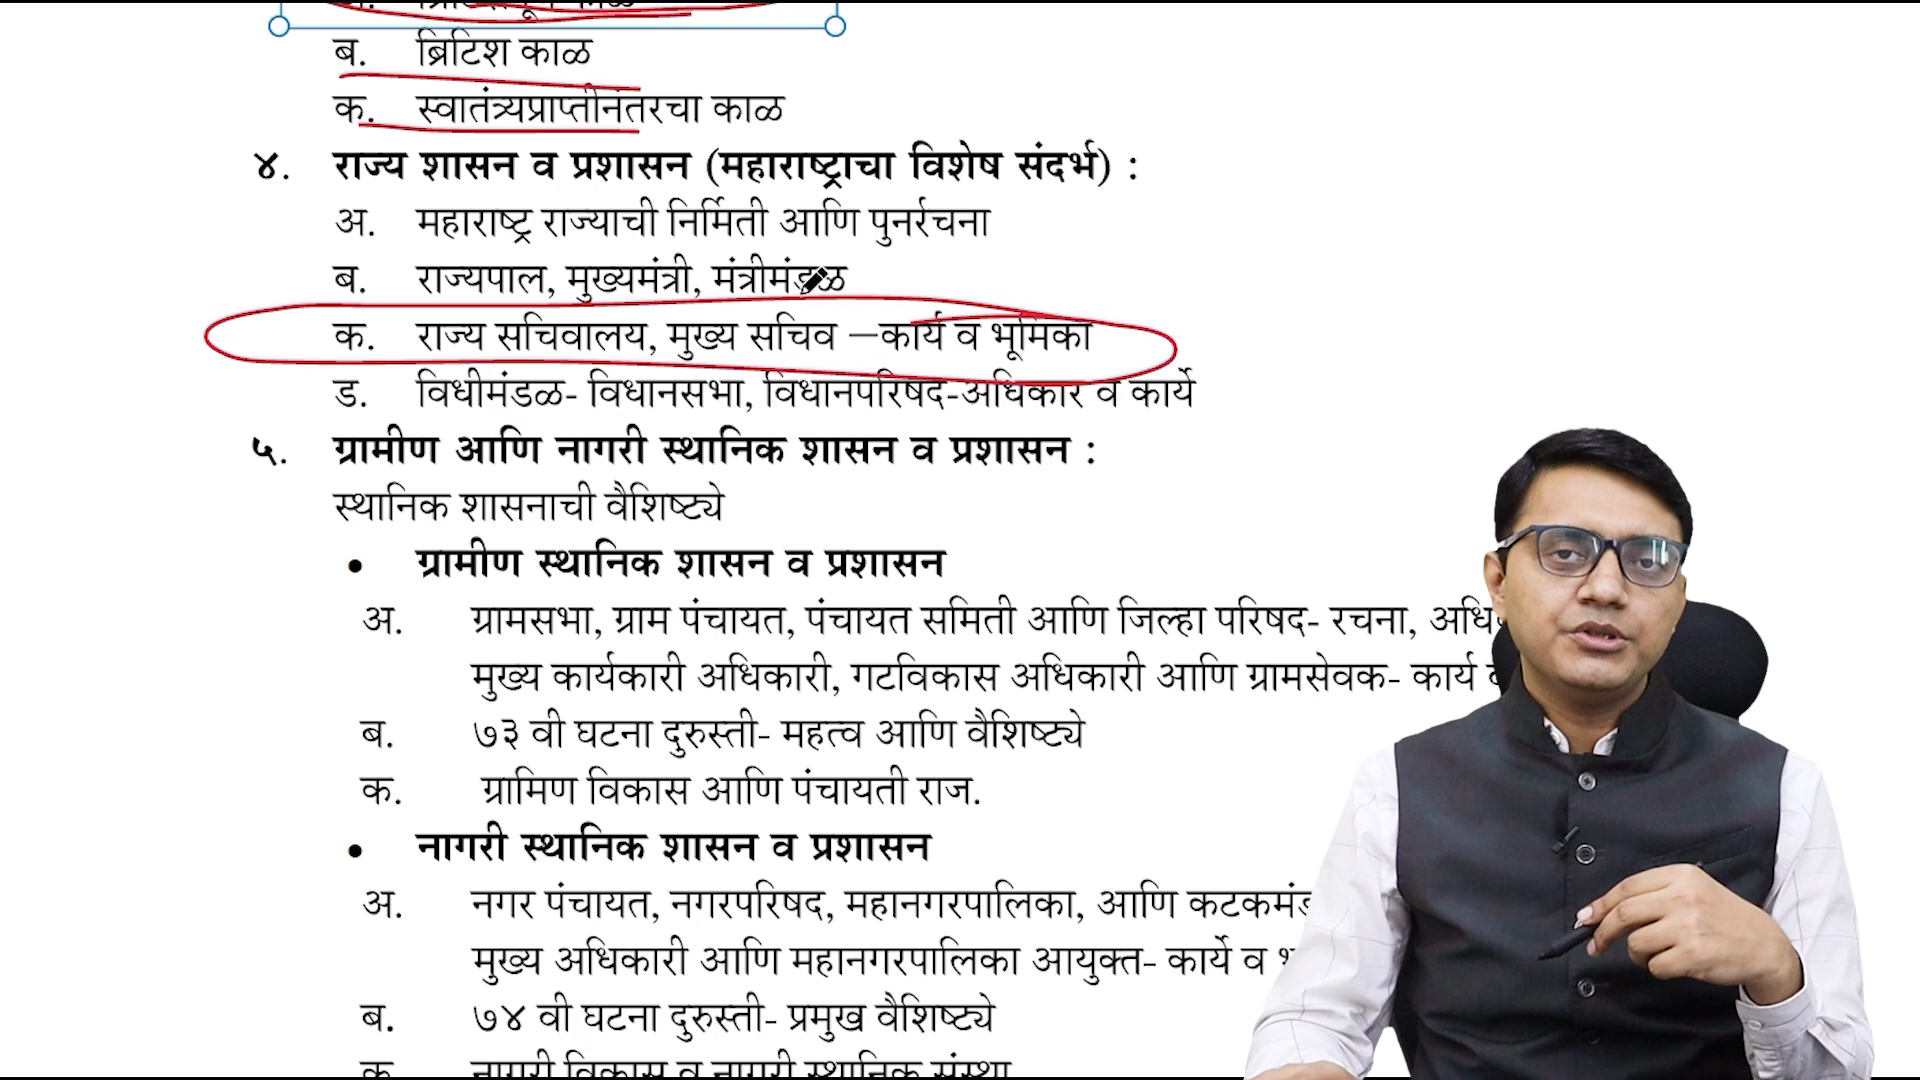 ब. ब्रिटिश काळ
क. स्वातंत्र्यप्राप्तीनंतरचा काळ
४. राज्य शासन व प्रशासन (महाराष्ट्राचा विशेष संदर्भ) :
अ. महाराष्ट्र राज्याची निर्मिती आणि पुनर्रचना
ब. राज्यपाल, मुख्यमंत्री, मंत्रीमंडळ
क. राज्य सचिवालय, मुख्य सचिव –कार्य व भूमिका
ड. विधीमंडळ- विधानसभा, विधानपरिषद-अधिकार व कार्ये
५. ग्रामीण आणि नागरी स्थानिक शासन व प्रशासन :
स्थानिक शासनाची वैशिष्ट्ये
• ग्रामीण स्थानिक शासन व प्रशासन
अ. ग्रामसभा, ग्राम पंचायत, पंचायत समिती आणि जिल्हा परिषद- रचना,
मुख्य कार्यकारी अधिकारी, गटविकास अधिकारी आणि ग्रामसेवक- कार्य
ब. ७३ वी घटना दुरुस्ती- महत्व आणि वैशिष्ट्ये
क. ग्रामिण विकास आणि पंचायती राज.
• नागरी स्थानिक शासन व प्रशासन
अ. नगर पंचायत, नगरपरिषद, महानगरपालिका, आणि
मुख्य अधिकारी आणि महानगरपालिका आयुक्त- कार्ये व
ब. ७४ वी घटना दुरुस्ती- प्रमुख वैशिष्ट्ये
क. नागरी विकास व नागरी स्थानिक संस्था